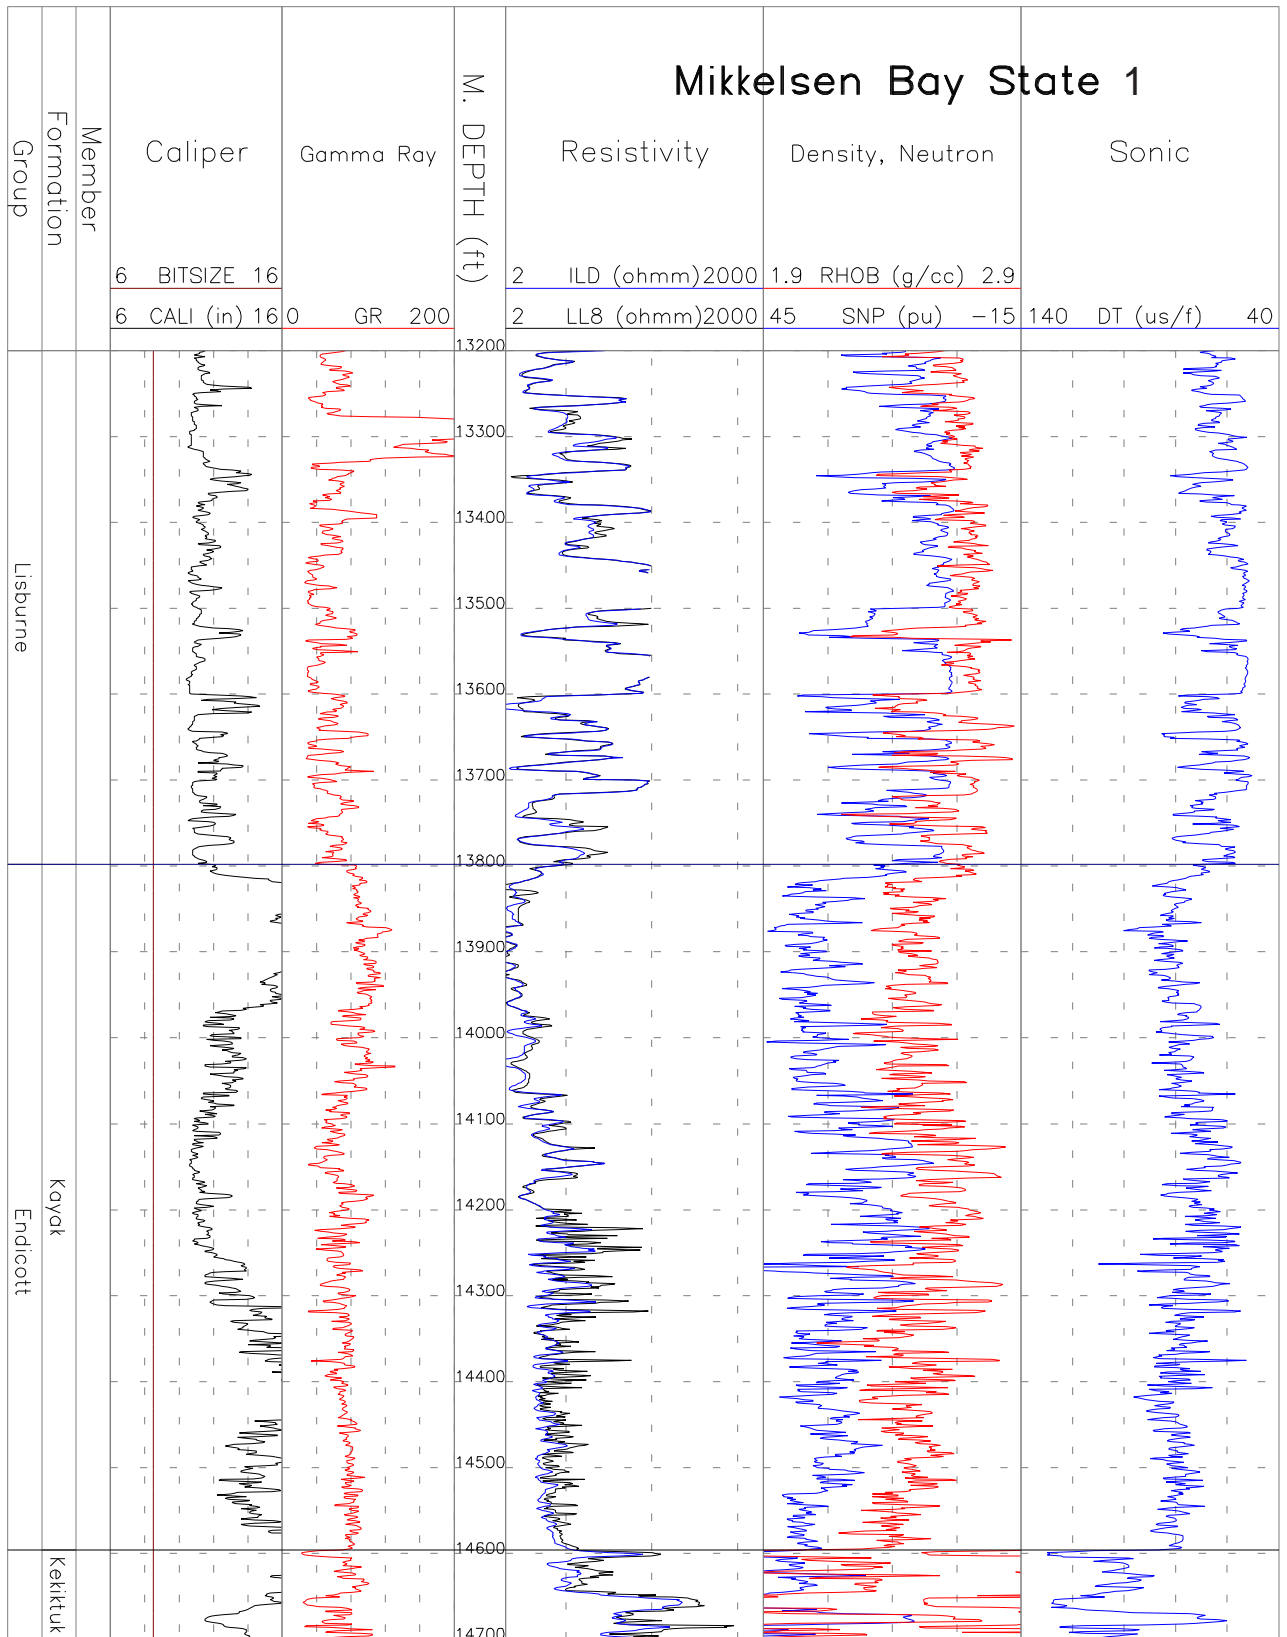 Mikkelsen Bay State 1
Group
Formation
Member
Caliper
Gamma Ray
M. DEPTH (ft)
Resistivity
Density, Neutron
Sonic
6 BITSIZE 16
2 ILD (ohmm) 2000
1.9 RHOB (g/cc) 2.9
6 CALI (in) 16
0 GR 200
2 LL8 (ohmm) 2000
45 SNP (pu) -15
140 DT (us/f) 40
13200
13300
13400
13500
Lisburne
13600
13700
13800
13900
14000
14100
14200
Kayak
Endicott
14300
14400
14500
14600
Kekiktuk
14700